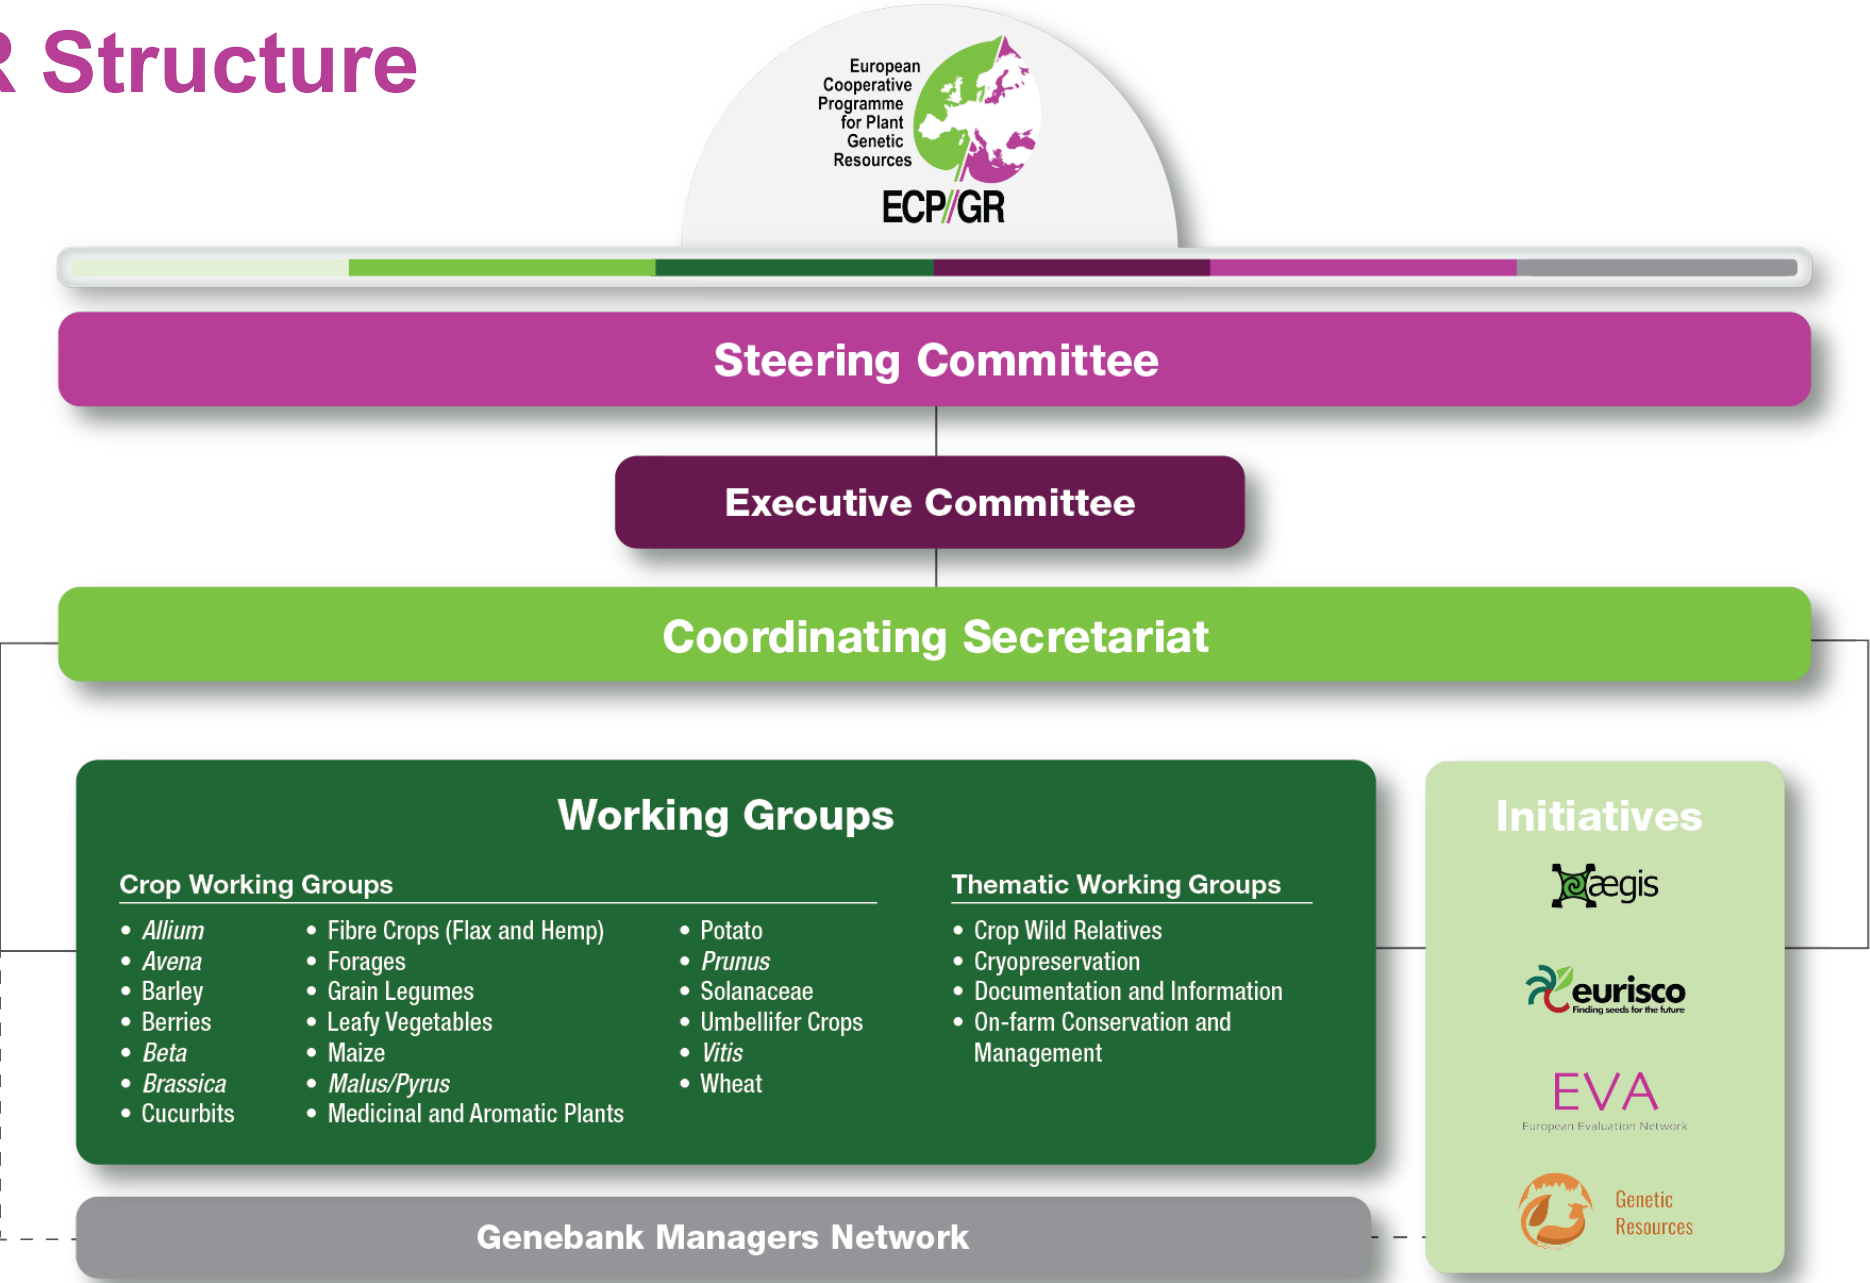 R Structure
European
Cooperative
Programme
for Plant
Genetic
Resources
ECP//GR
Steering Committee
Executive Committee
Coordinating Secretariat
Working Groups
Crop Working Groups
• Allium
• Avena
• Barley
• Berries
• Beta
• Brassica
• Cucurbits
• Fibre Crops (Flax and Hemp)
• Forages
• Grain Legumes
• Leafy Vegetables
• Maize
• Malus/Pyrus
• Medicinal and Aromatic Plants
• Potato
• Prunus
• Solanaceae
• Umbellifer Crops
• Vitis
• Wheat
Thematic Working Groups
• Crop Wild Relatives
• Cryopreservation
• Documentation and Information
• On-farm Conservation and
Management
Initiatives
ægis
eurisco
Finding seeds for the future
EVA
European Evaluation Network
Genetic
Resources
Genebank Managers Network